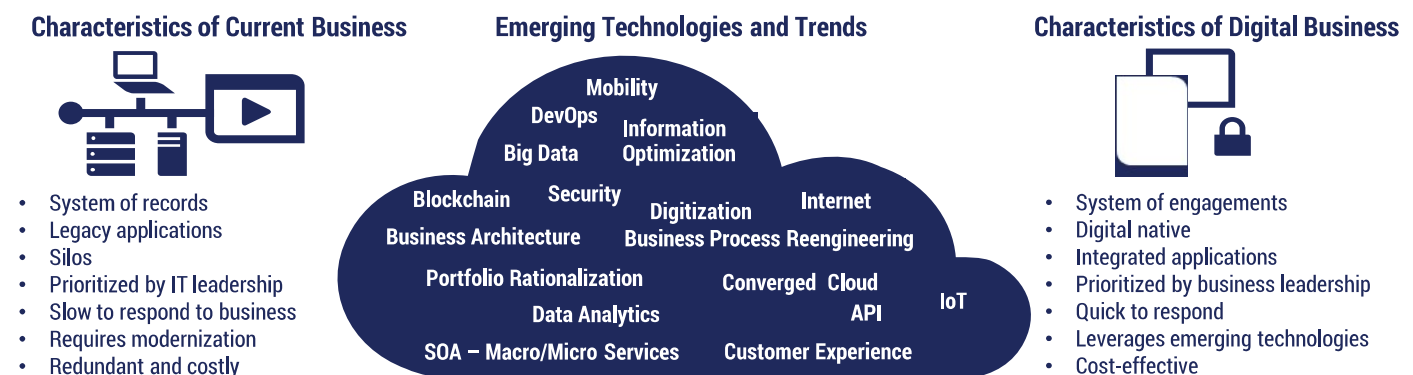 Characteristics of Current Business
• System of records
• Legacy applications
• Silos
• Prioritized by IT leadership
• Slow to respond to business
• Requires modernization
• Redundant and costly
Emerging Technologies and Trends
Mobility
DevOps
Information
Optimization
Big Data
Blockchain
Security
Digitization
Internet
Business Architecture
Business Process Reengineering
Portfolio Rationalization
Converged Cloud
IoT
Data Analytics
API
SOA – Macro/Micro Services
Customer Experience
Characteristics of Digital Business
• System of engagements
• Digital native
• Integrated applications
• Prioritized by business leadership
• Quick to respond
• Leverages emerging technologies
• Cost-effective